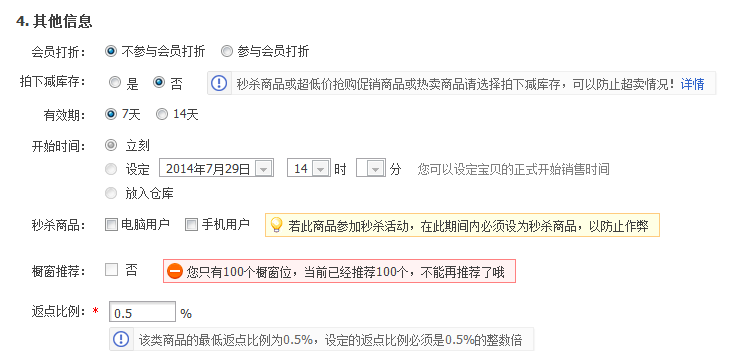 4. 其他信息
会员打折： 不参与会员打折 参与会员打折
拍下减库存： 是 否 秒杀商品或超低价抢购促销商品或热卖商品请选择拍下减库存，可以防止超卖情况！详情
有效期： 7天 14天
开始时间： 立刻
设定 2014年7月29日 14 时 分 您可以设定宝贝的正式开始销售时间
放入仓库
秒杀商品： 电脑用户 手机用户 若此商品参加秒杀活动，在此期间内必须设为秒杀商品，以防止作弊
橱窗推荐： 否 您只有100个橱窗位，当前已经推荐100个，不能再推荐了哦
返点比例：* 0.5 %
该类商品的最低返点比例为0.5%，设定的返点比例必须是0.5%的整数倍